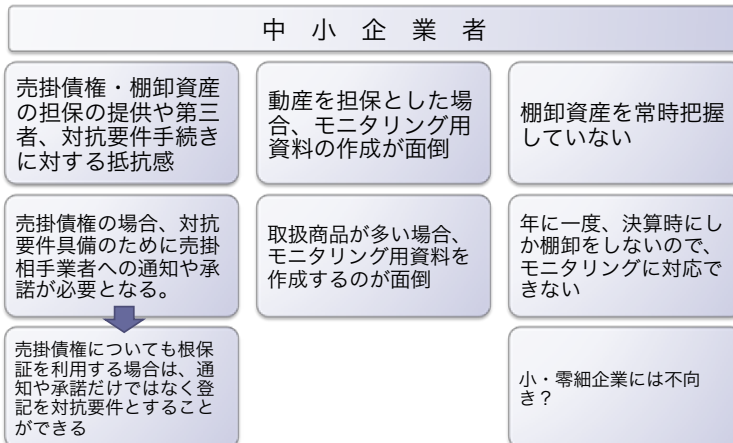 中小企業者
売掛債権・棚卸資産
の担保の提供や第三
者、対抗要件手続き
に対する抵抗感
動産を担保とした場
合、モニタリング用
資料の作成が面倒
棚卸資産を常時把握
していない
売掛債権の場合、対抗
要件具備のために売掛
相手業者への通知や承
諾が必要となる。
取扱商品が多い場合、
モニタリング用資料を
作成するのが面倒
年に一度、決算時にし
か棚卸をしないので、
モニタリングに対応で
きない
売掛債権についても根保
証を利用する場合は、通
知や承諾だけではなく登
記を対抗要件とすること
ができる
小・零細企業には不向
き？